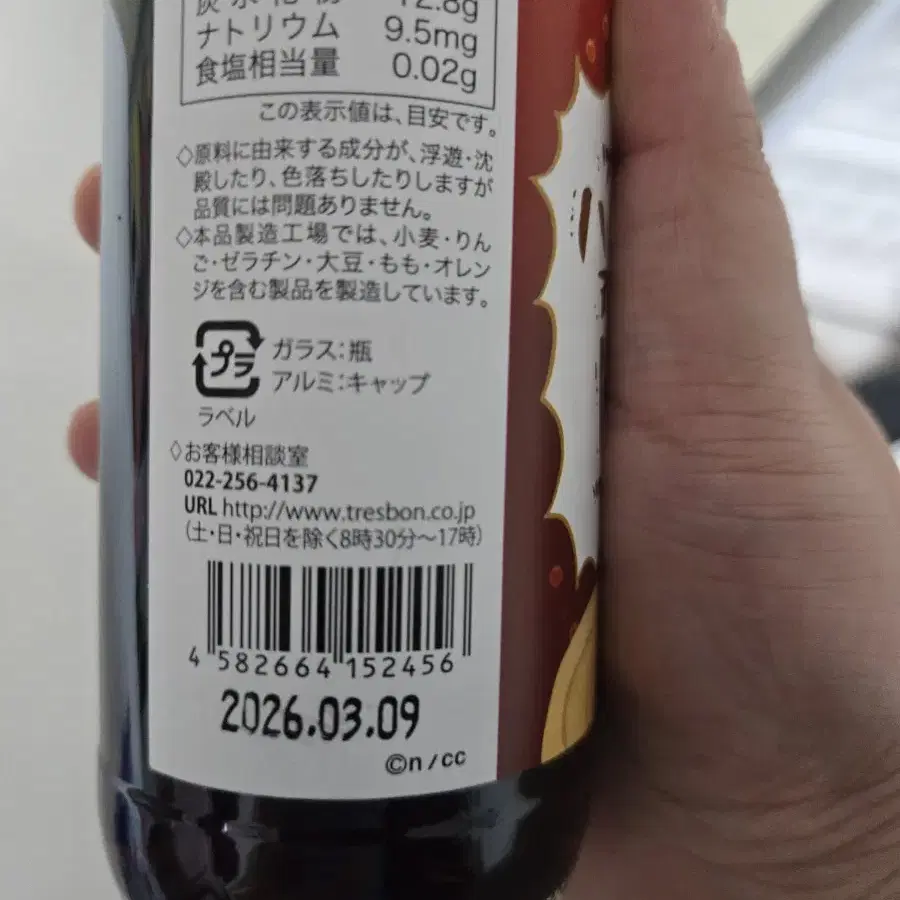 炭水化物 12.8g
ナトリウム 9.5mg
食塩相当量 0.02g
この表示値は、目安です。
◇原料に由来する成分が、浮遊・沈
殿したり、色落ちしたりしますが
品質には問題ありません。
◇本品製造工場では、小麦・りん
ご・ゼラチン・大豆・もも・オレン
ジを含む製品を製造しています。
プラ
ガラス：瓶
アルミ：キャップ
ラベル
◇お客様相談室
022-256-4137
URL http://www.tresbon.co.jp
（土・日・祝日を除く8時30分～17時）
4 582664 152456
2026.03.09
©n/cc